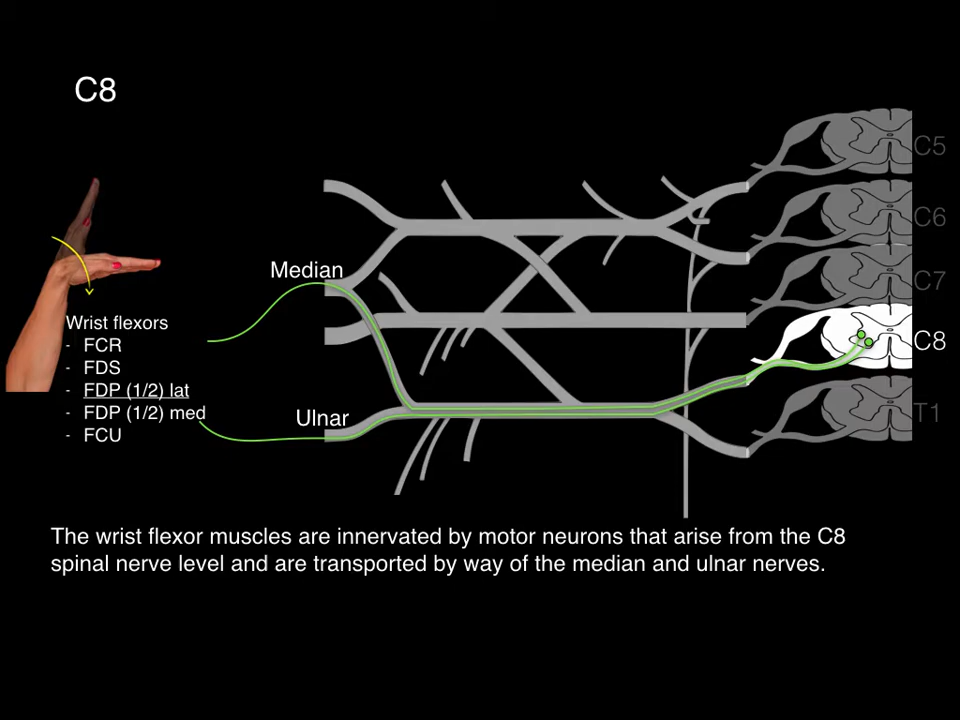 C8
C5
C6
C7
C8
T1
Median
Wrist flexors
- FCR
- FDS
- FDP (1/2) lat
- FDP (1/2) med
- FCU
Ulnar
The wrist flexor muscles are innervated by motor neurons that arise from the C8
spinal nerve level and are transported by way of the median and ulnar nerves.